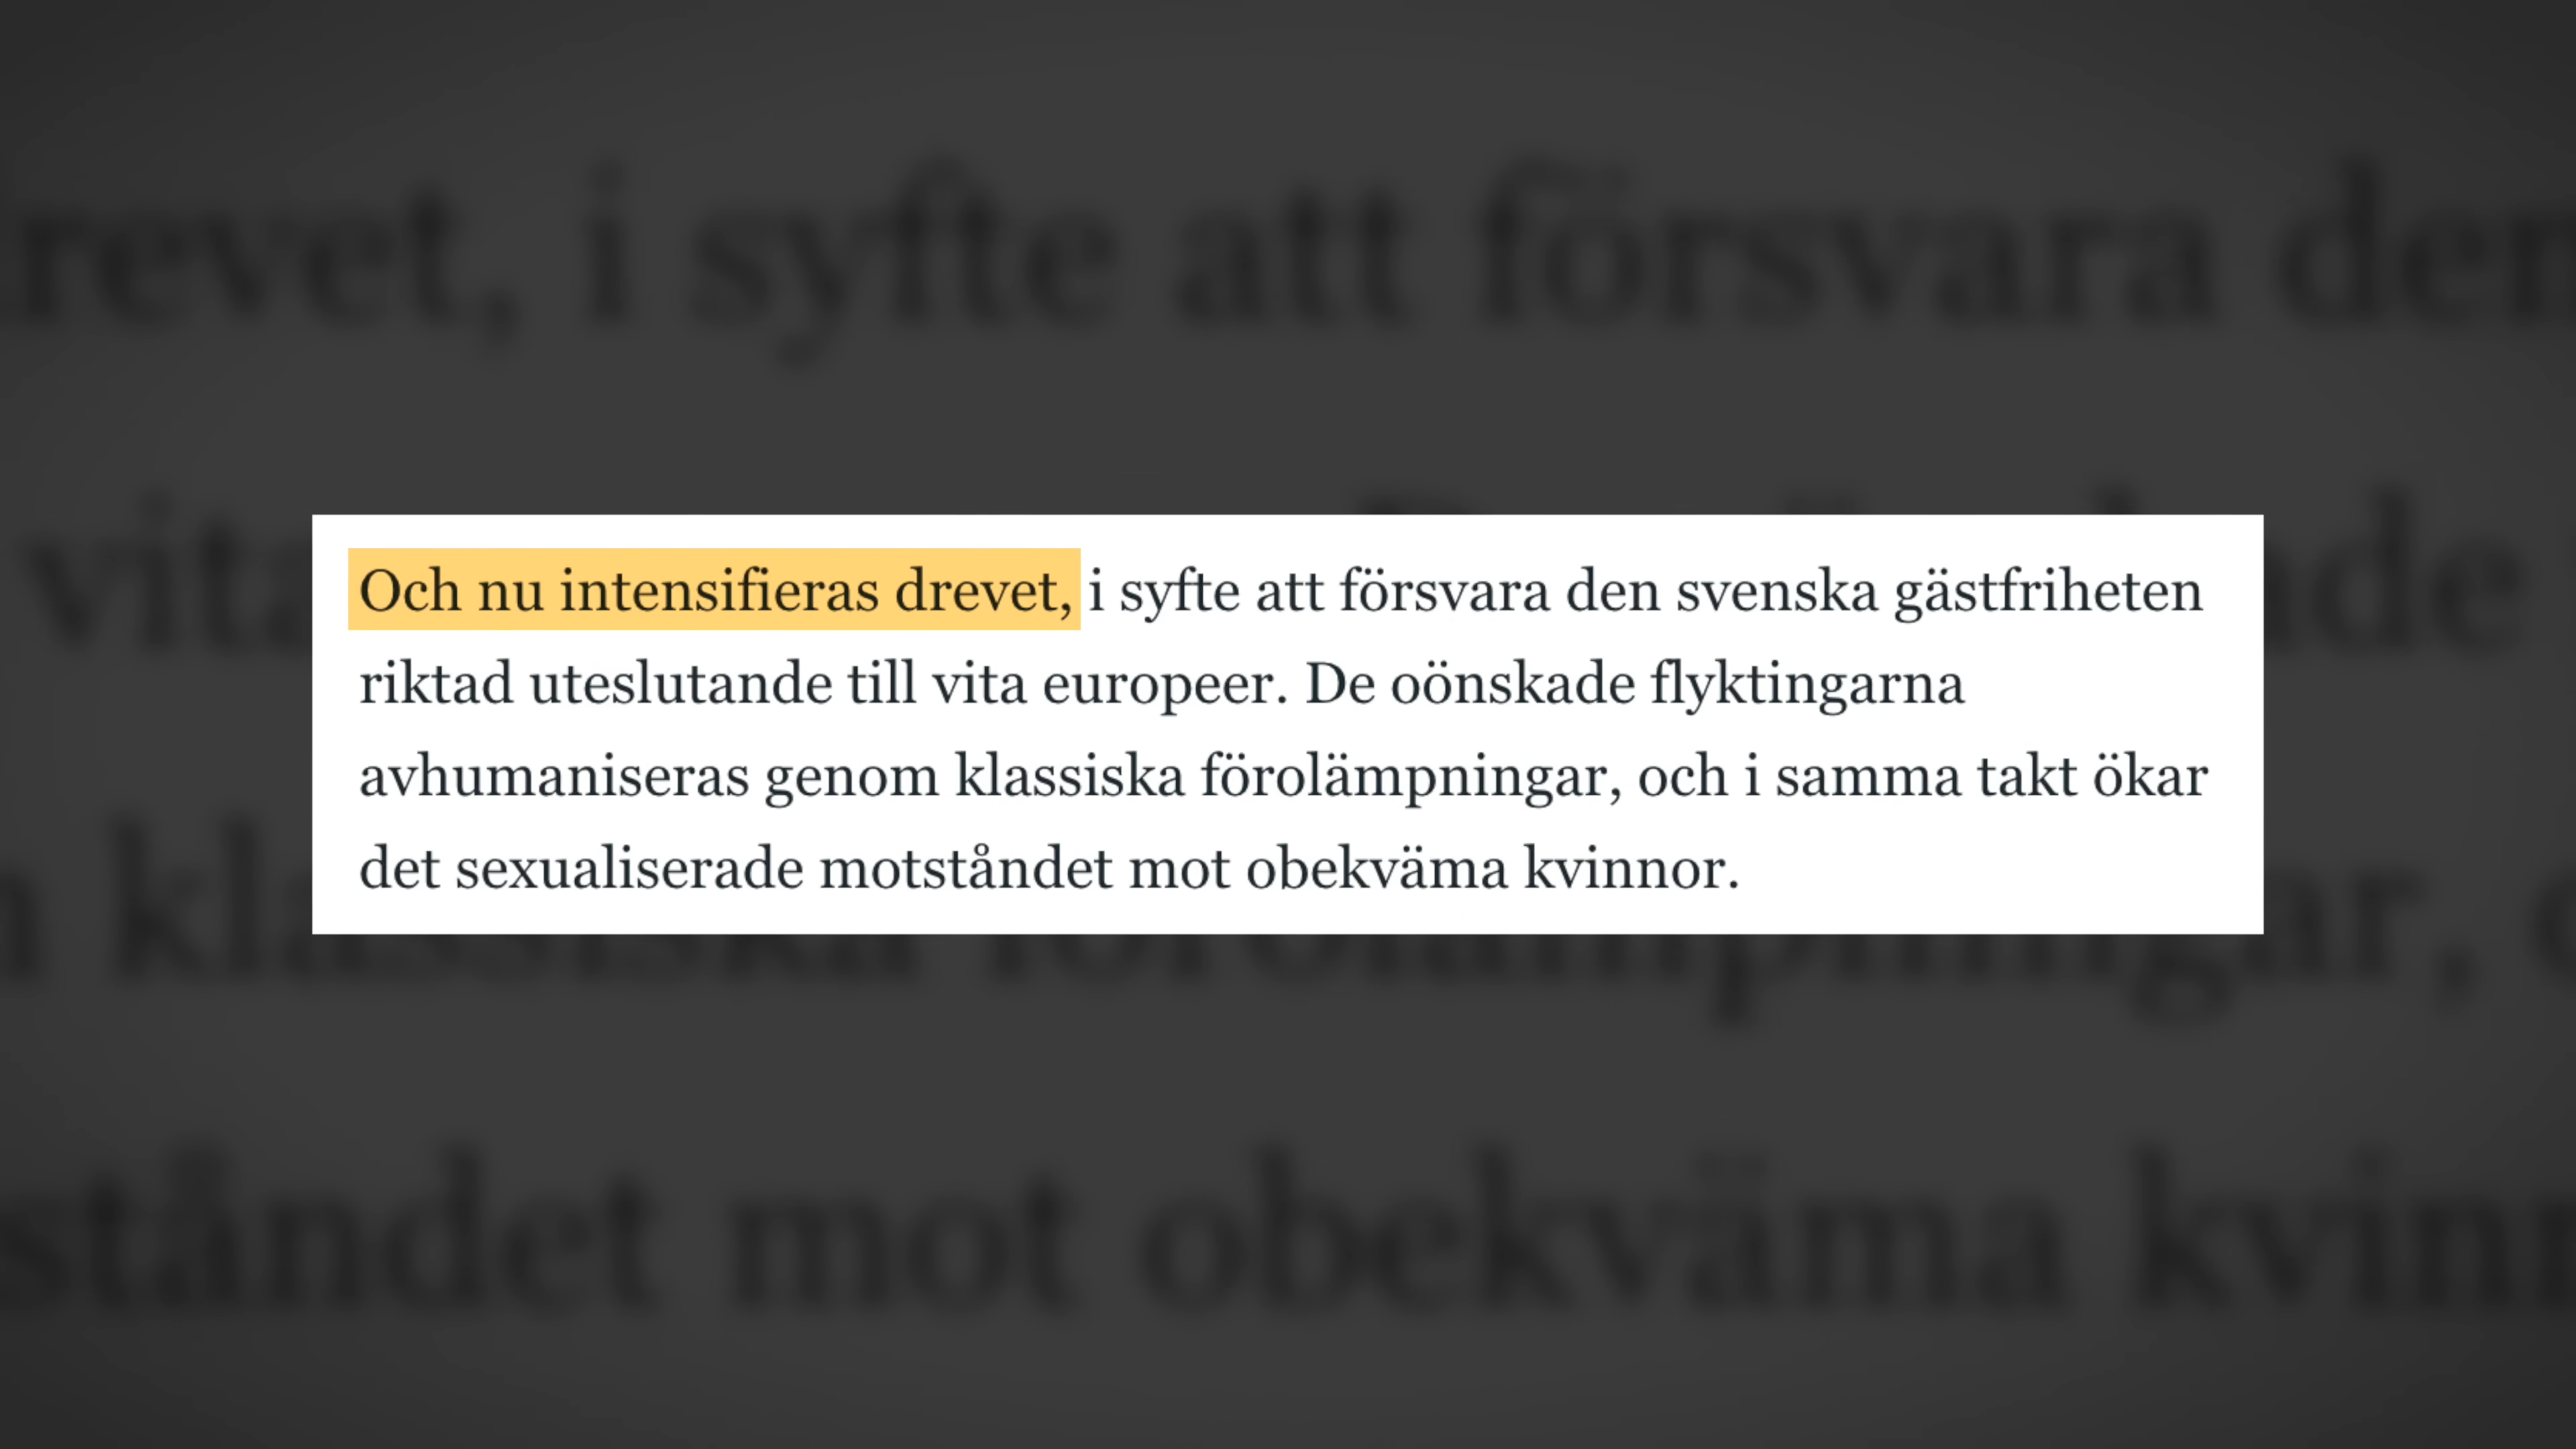 Och nu intensifieras drevet, i syfte att försvara den svenska gästfriheten
riktad uteslutande till vita europeer. De oönskade flyktingarna
avhumaniseras genom klassiska förolämpningar, och i samma takt ökar
det sexualiserade motståndet mot obekväma kvinnor.